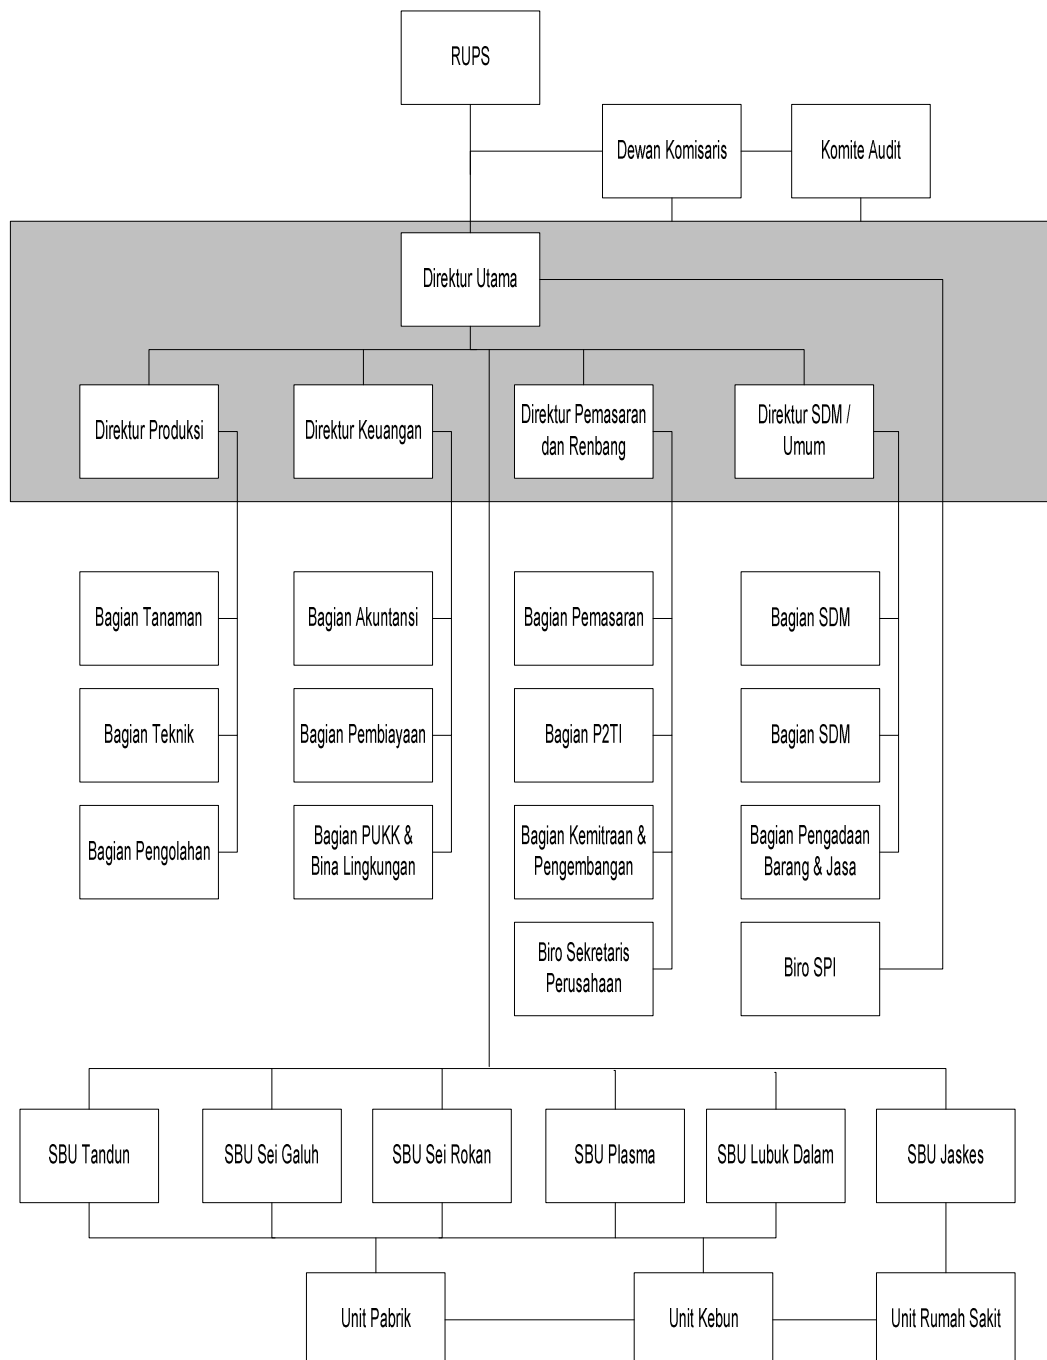 RUPS
Dewan Komisaris
Komite Audit
Direktur Utama
Direktur Produksi
Direktur Keuangan
Direktur Pemasaran
dan Renbang
Direktur SDM /
Umum
Bagian Tanaman
Bagian Akuntansi
Bagian Pemasaran
Bagian SDM
Bagian Teknik
Bagian Pembiayaan
Bagian P2TI
Bagian SDM
Bagian Pengolahan
Bagian PUKK &
Bina Lingkungan
Bagian Kemitraan &
Pengembangan
Bagian Pengadaan
Barang & Jasa
Biro Sekretaris
Perusahaan
Biro SPI
SBU Tandun
SBU Sei Galuh
SBU Sei Rokan
SBU Plasma
SBU Lubuk Dalam
SBU Jaskes
Unit Pabrik
Unit Kebun
Unit Rumah Sakit